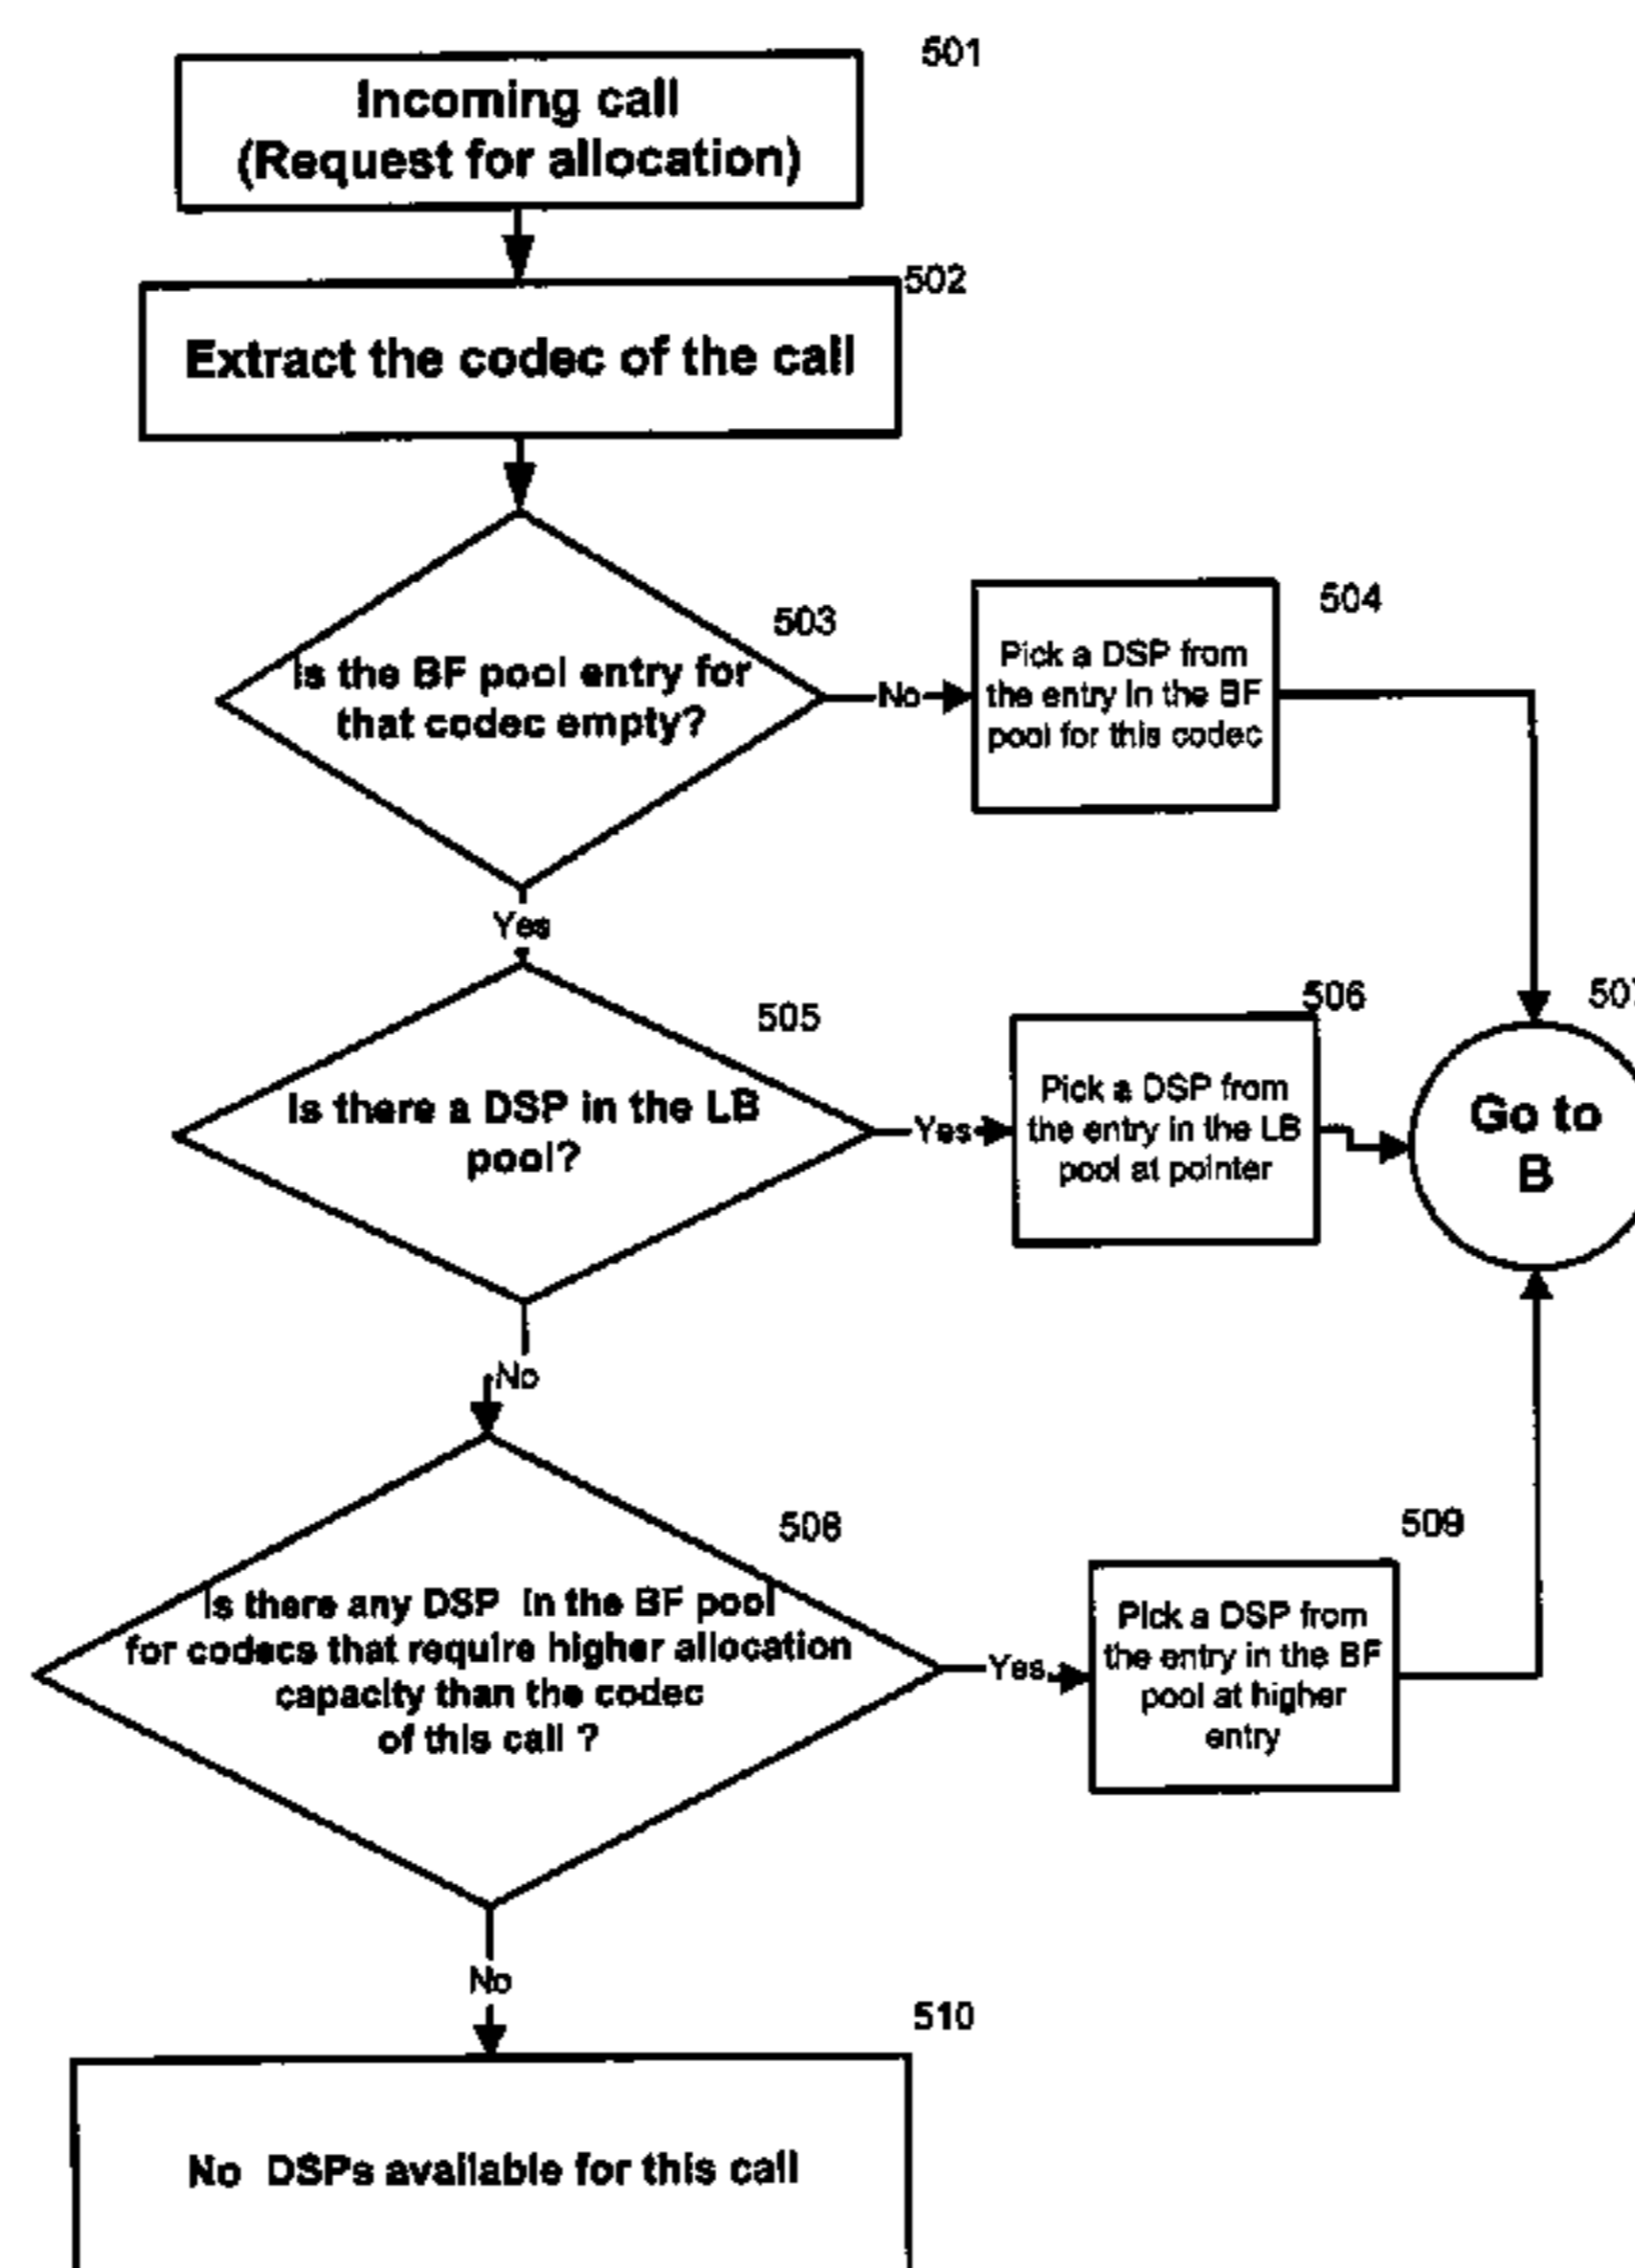 501
Incoming call
(Request for allocation)
502
Extract the codec of the call
503
Is the BF pool entry for
that codec empty?
No
504
Pick a DSP from
the entry in the BF
pool for this codec
Yes
505
Is there a DSP in the LB
pool?
Yes
506
Pick a DSP from
the entry in the LB
pool at pointer
507
Go to
B
No
508
Is there any DSP in the BF pool
for codecs that require higher allocation
capacity than the codec
of this call ?
Yes
509
Pick a DSP from
the entry in the BF
pool at higher
entry
No
510
No DSPs available for this call